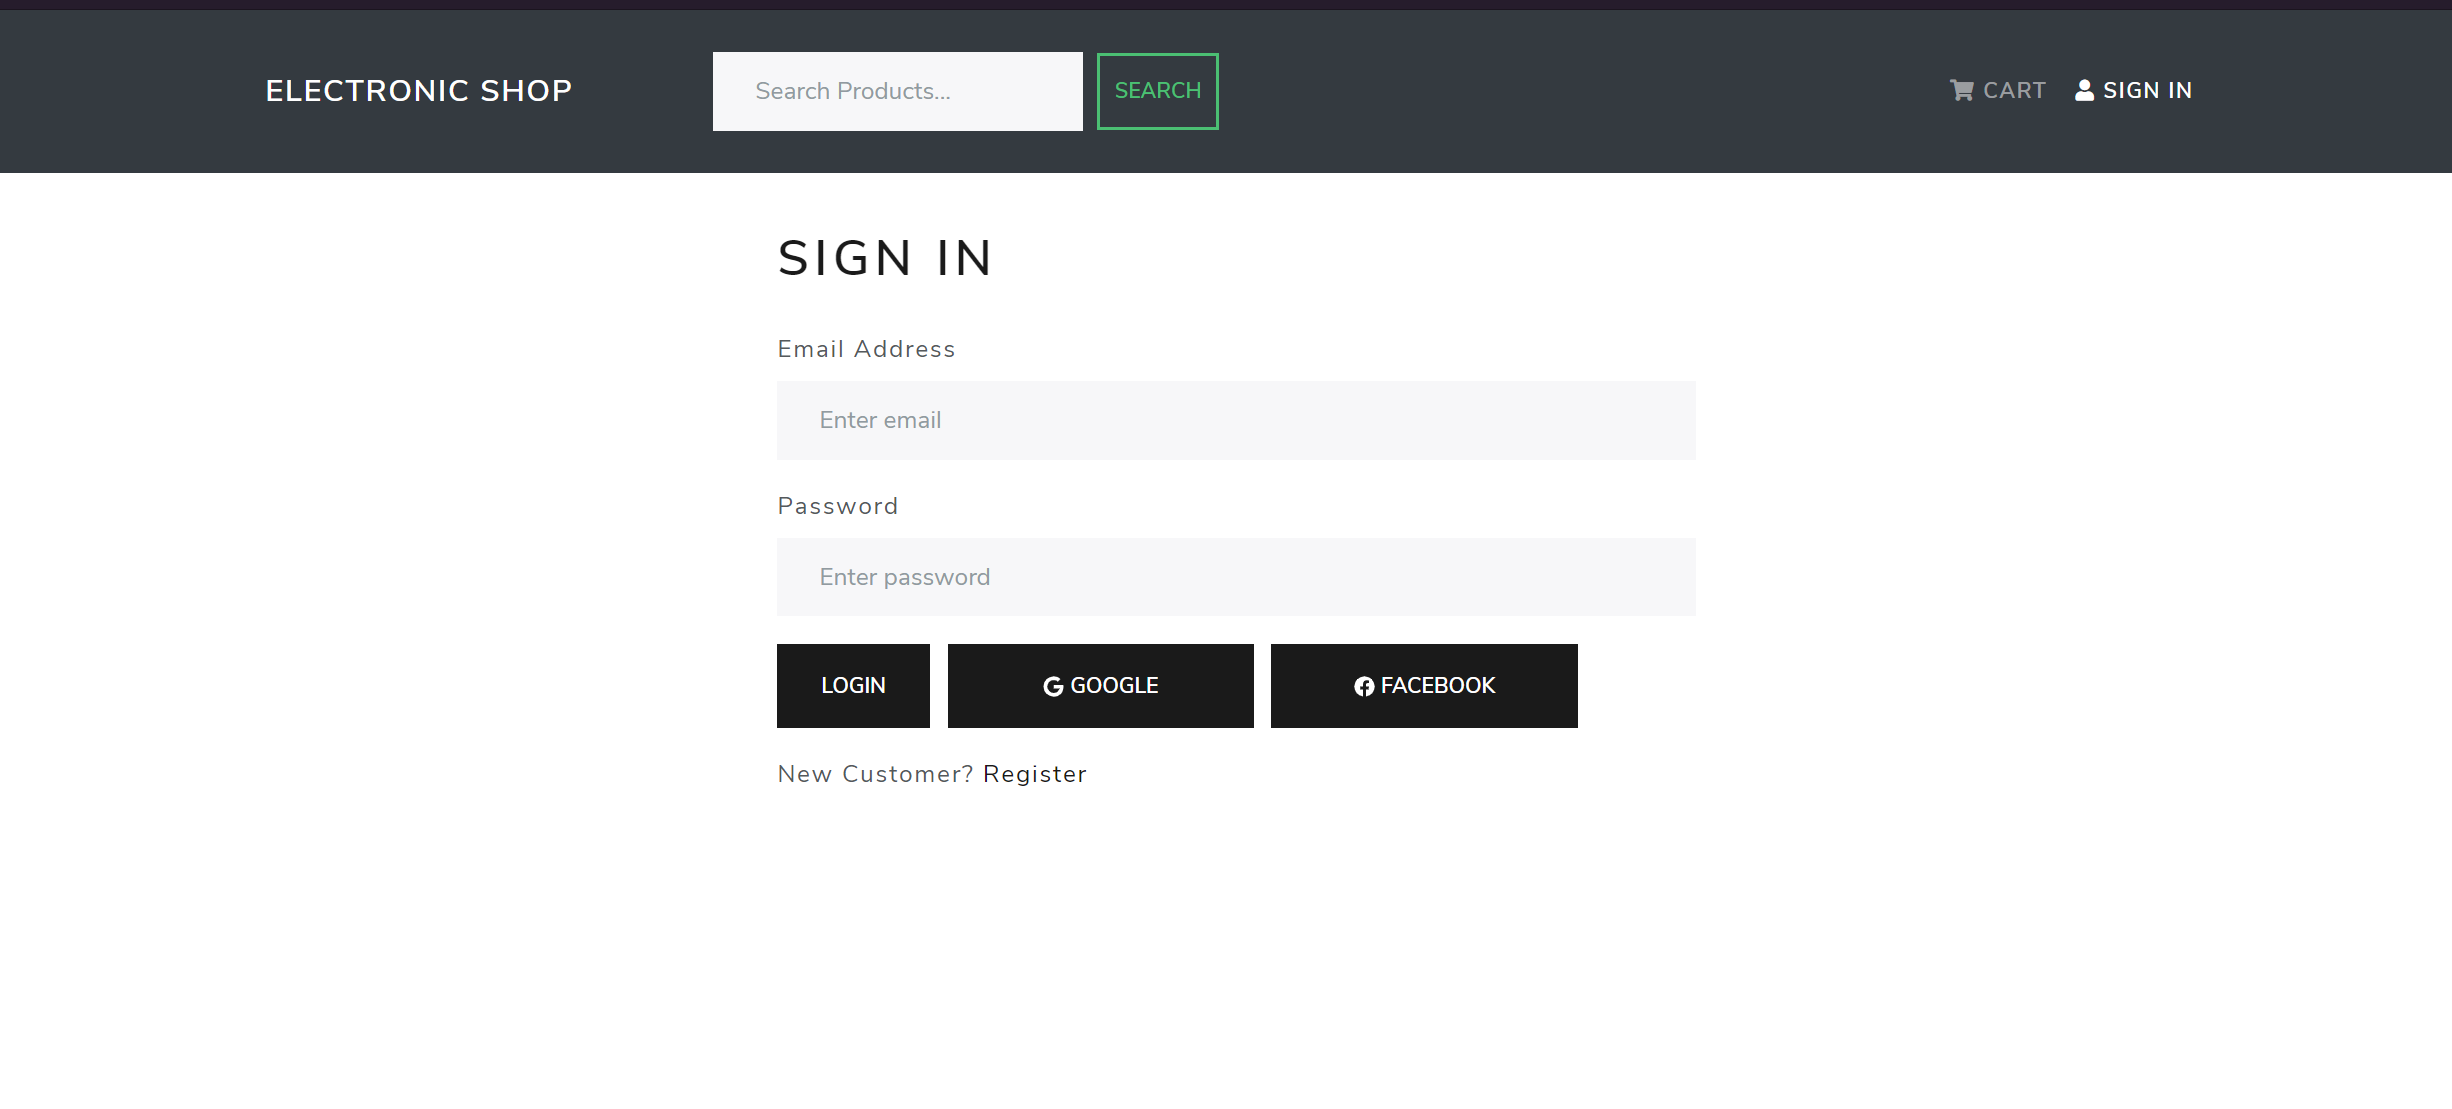 ELECTRONIC SHOP
Search Products...
SEARCH
CART
SIGN IN
SIGN IN
Email Address
Enter email
Password
Enter password
LOGIN
GOOGLE
FACEBOOK
New Customer? Register